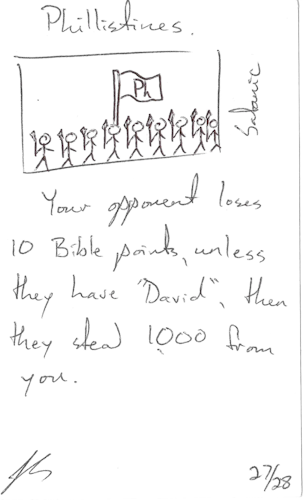 Phillistines.
Ph
Satanic
Your opponent loses
10 Bible points, unless
they have "David", then
they steal 1000 from
you.
27/28